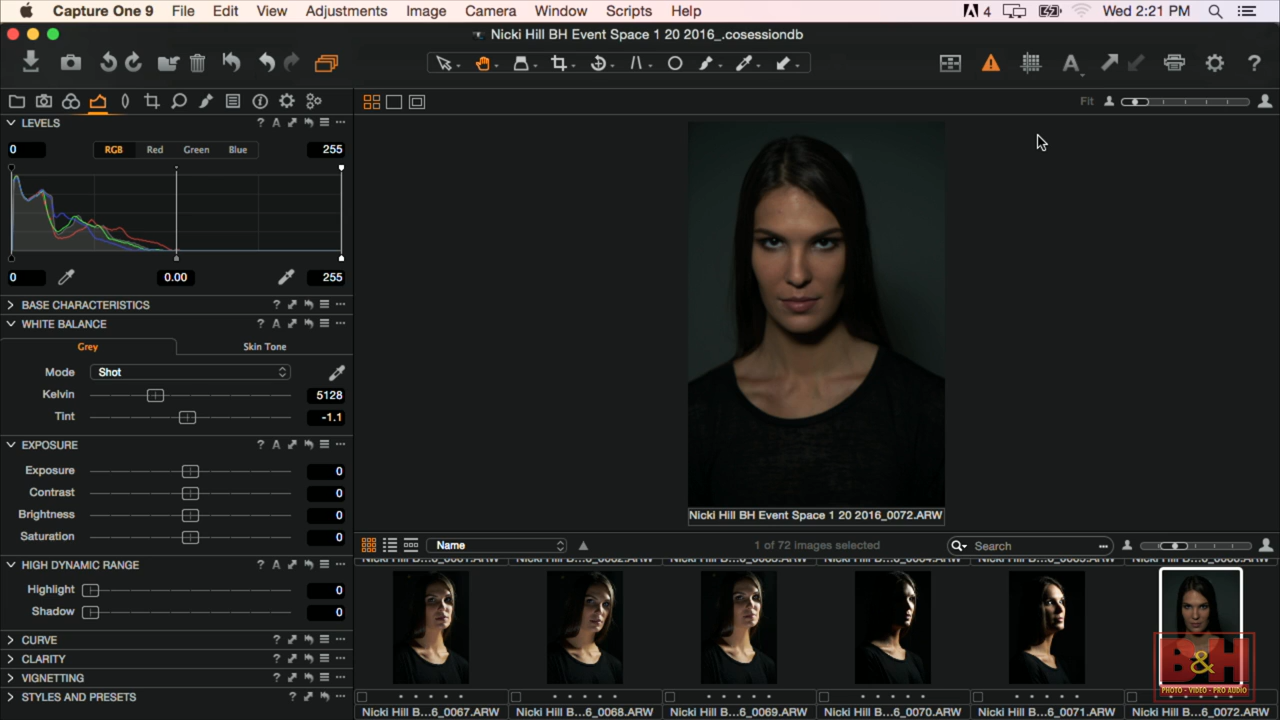 Capture One 9 File Edit View Adjustments Image Camera Window Scripts Help 4 Wed 2:21 PM
Nicki Hill BH Event Space 1 20 2016_.cosessiondb
Fit
LEVELS
0 RGB Red Green Blue 255
0 0.00 255
BASE CHARACTERISTICS
WHITE BALANCE
Grey Skin Tone
Mode Shot
Kelvin 5128
Tint -1.1
EXPOSURE
Exposure 0
Contrast 0
Brightness 0
Saturation 0
HIGH DYNAMIC RANGE
Highlight 0
Shadow 0
CURVE
CLARITY
VIGNETTING
STYLES AND PRESETS
Nicki Hill BH Event Space 1 20 2016_0072.ARW
Name 1 of 72 images selected Search
Nicki Hill B...6_0067.ARW Nicki Hill B...6_0068.ARW Nicki Hill B...6_0069.ARW Nicki Hill B...6_0070.ARW Nicki Hill B...6_0071.ARW Nicki Hill B...6_0072.ARW
B&H
PHOTO • VIDEO • PRO AUDIO